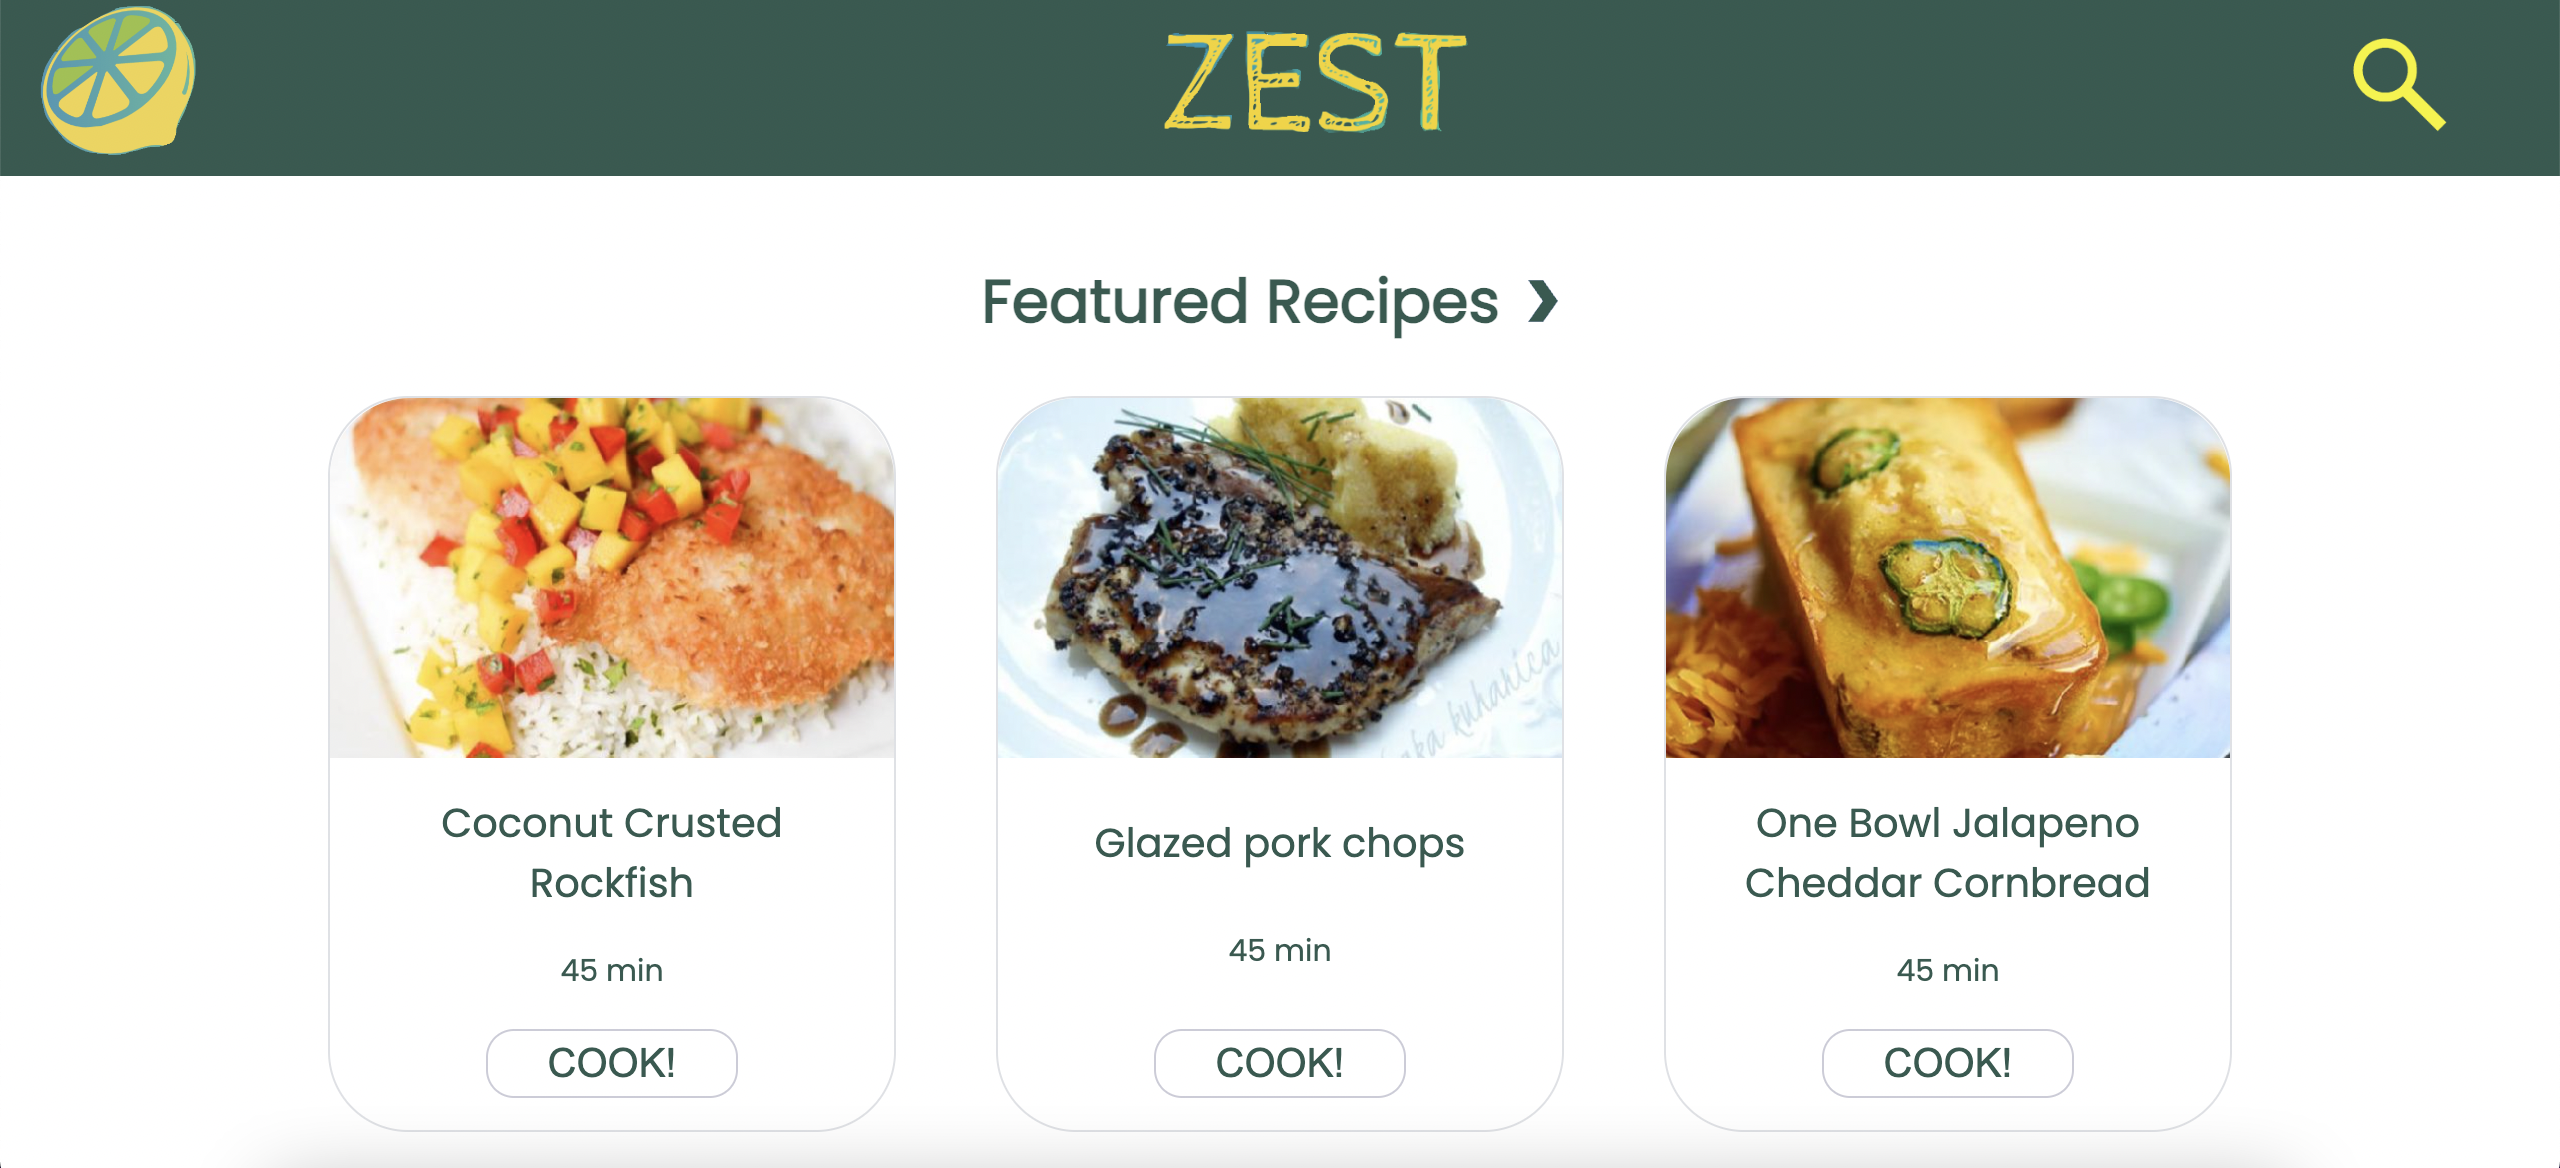 ZEST
Featured Recipes ❯
Coconut Crusted
Rockfish
45 min
COOK!
Glazed pork chops
45 min
COOK!
One Bowl Jalapeno
Cheddar Cornbread
45 min
COOK!
kuhanica